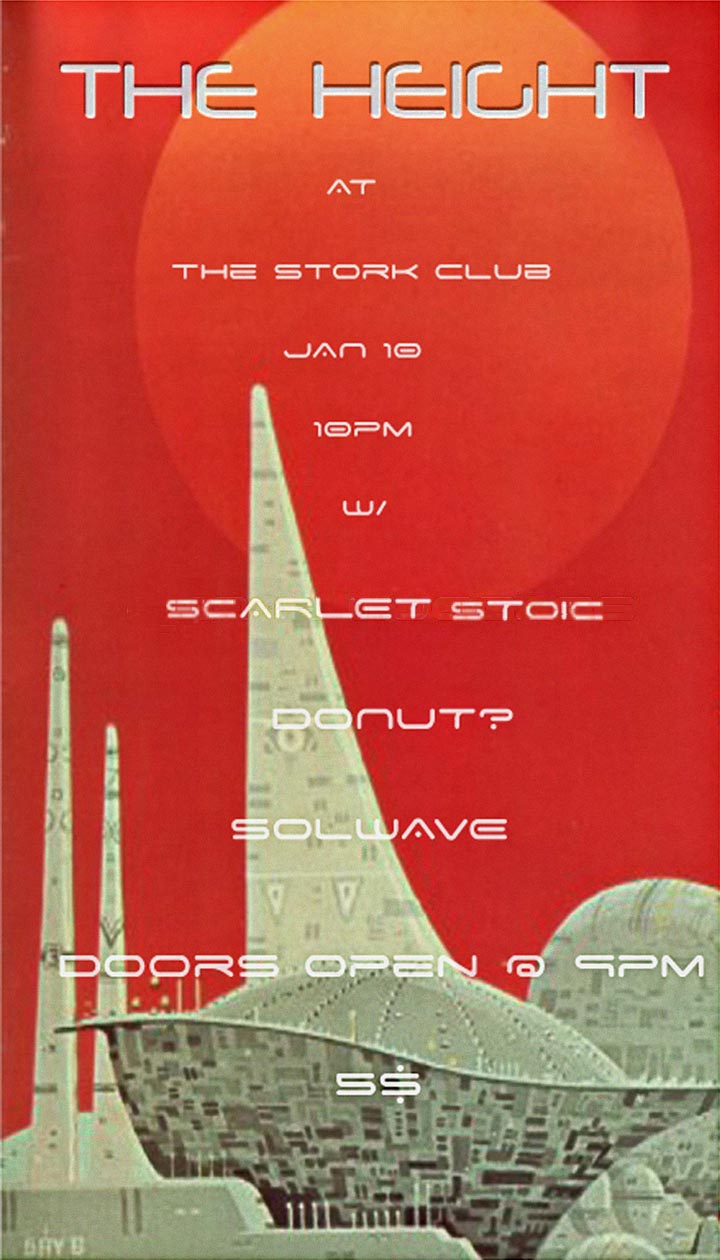 THE HEIGHT
AT
THE STORK CLUB
JAN 10
10PM
W/
SCARLET STOIC
DONUT?
SOLWAVE
DOORS OPEN @ 9PM
5$